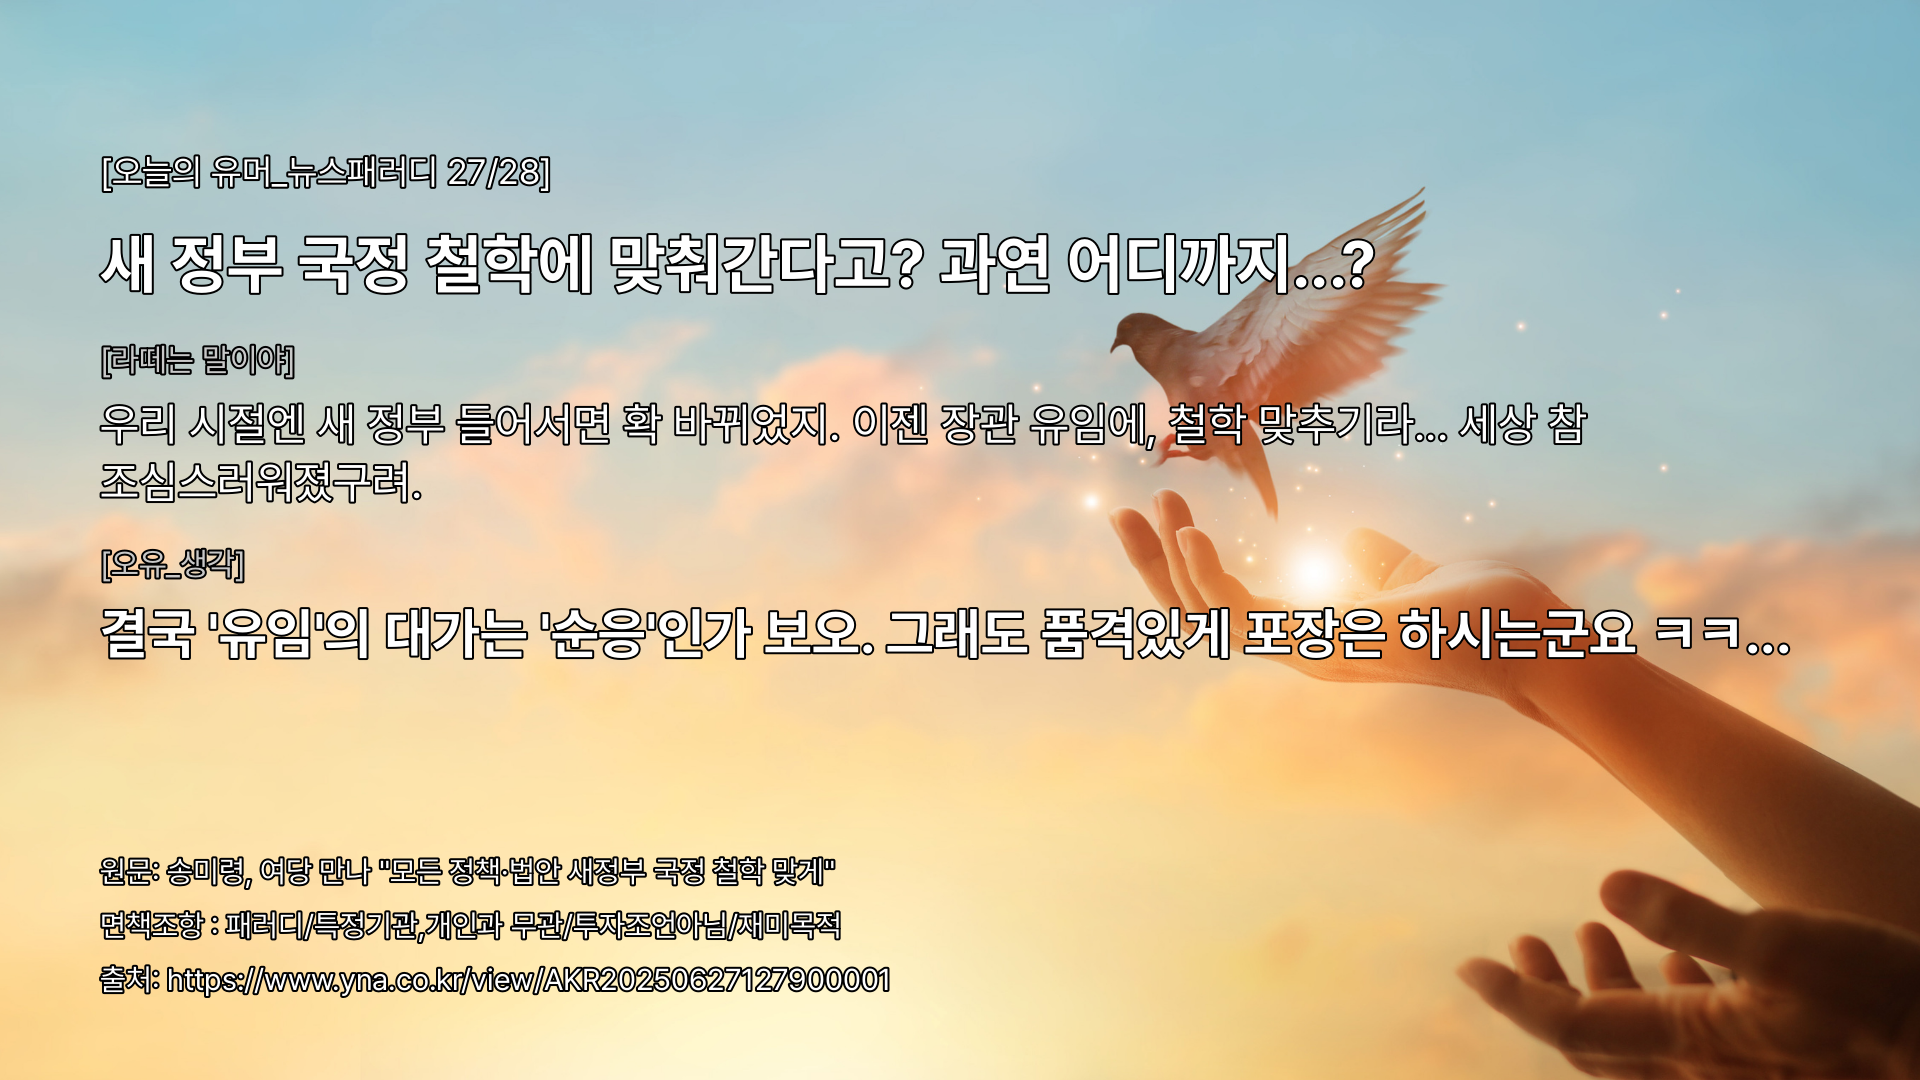 [오늘의 유머_뉴스패러디 27/28]
새 정부 국정 철학에 맞춰간다고? 과연 어디까지...?
[라떼는 말이야]
우리 시절엔 새 정부 들어서면 확 바뀌었지. 이젠 장관 유임에, 철학 맞추기라... 세상 참
조심스러워졌구려.
[오유_생각]
결국 '유임'의 대가는 '순응'인가 보오. 그래도 품격있게 포장은 하시는군요 ㅋㅋ...
원문: 송미령, 여당 만나 "모든 정책·법안 새정부 국정 철학 맞게"
면책조항 : 패러디/특정기관,개인과 무관/투자조언아님/재미목적
출처: https://www.yna.co.kr/view/AKR20250627127900001